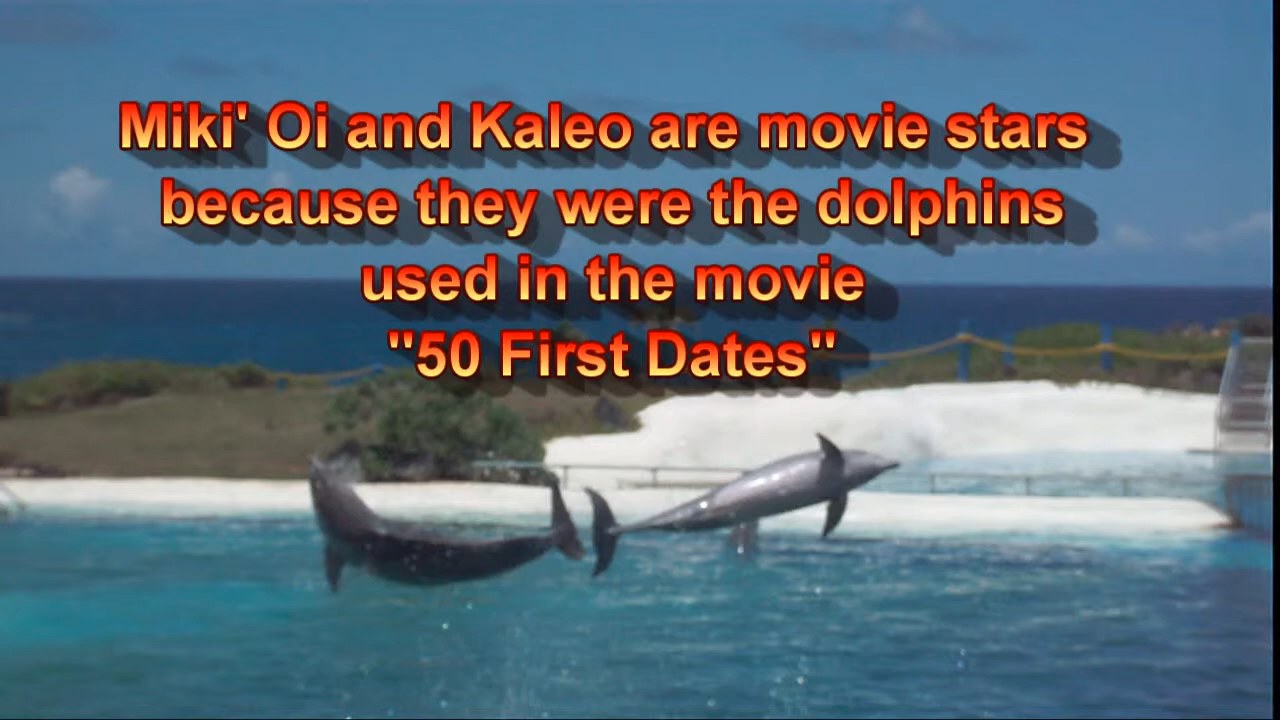 Miki' Oi and Kaleo are movie stars
because they were the dolphins
used in the movie
"50 First Dates"